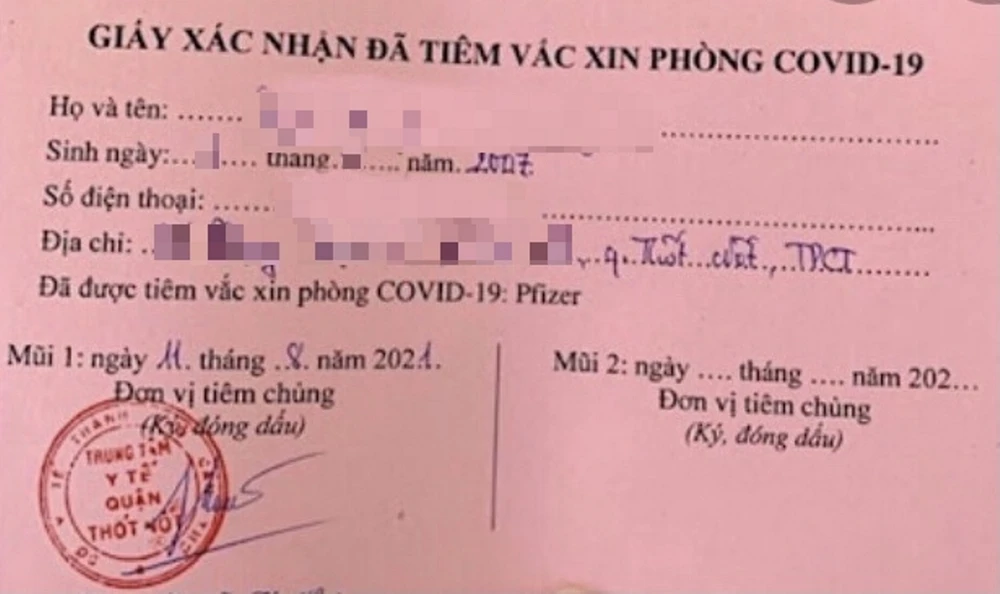 GIẤY XÁC NHẬN ĐÃ TIÊM VẮC XIN PHÒNG COVID-19
Họ và tên: ....... ..............................
Sinh ngày:... 1.... tháng. ..... năm. 2007
Số điện thoại: ...... ..............................
Địa chỉ: .. , q. Thốt nốt, TPCT........
Đã được tiêm vắc xin phòng COVID-19: Pfizer
Mũi 1: ngày 11. tháng .8. năm 2021.
Đơn vị tiêm chủng
(Ký, đóng dấu)
Mũi 2: ngày .... tháng .... năm 202...
Đơn vị tiêm chủng
(Ký, đóng dấu)
TRUNG TÂM
Y TẾ
QUẬN
THỐT NỐT